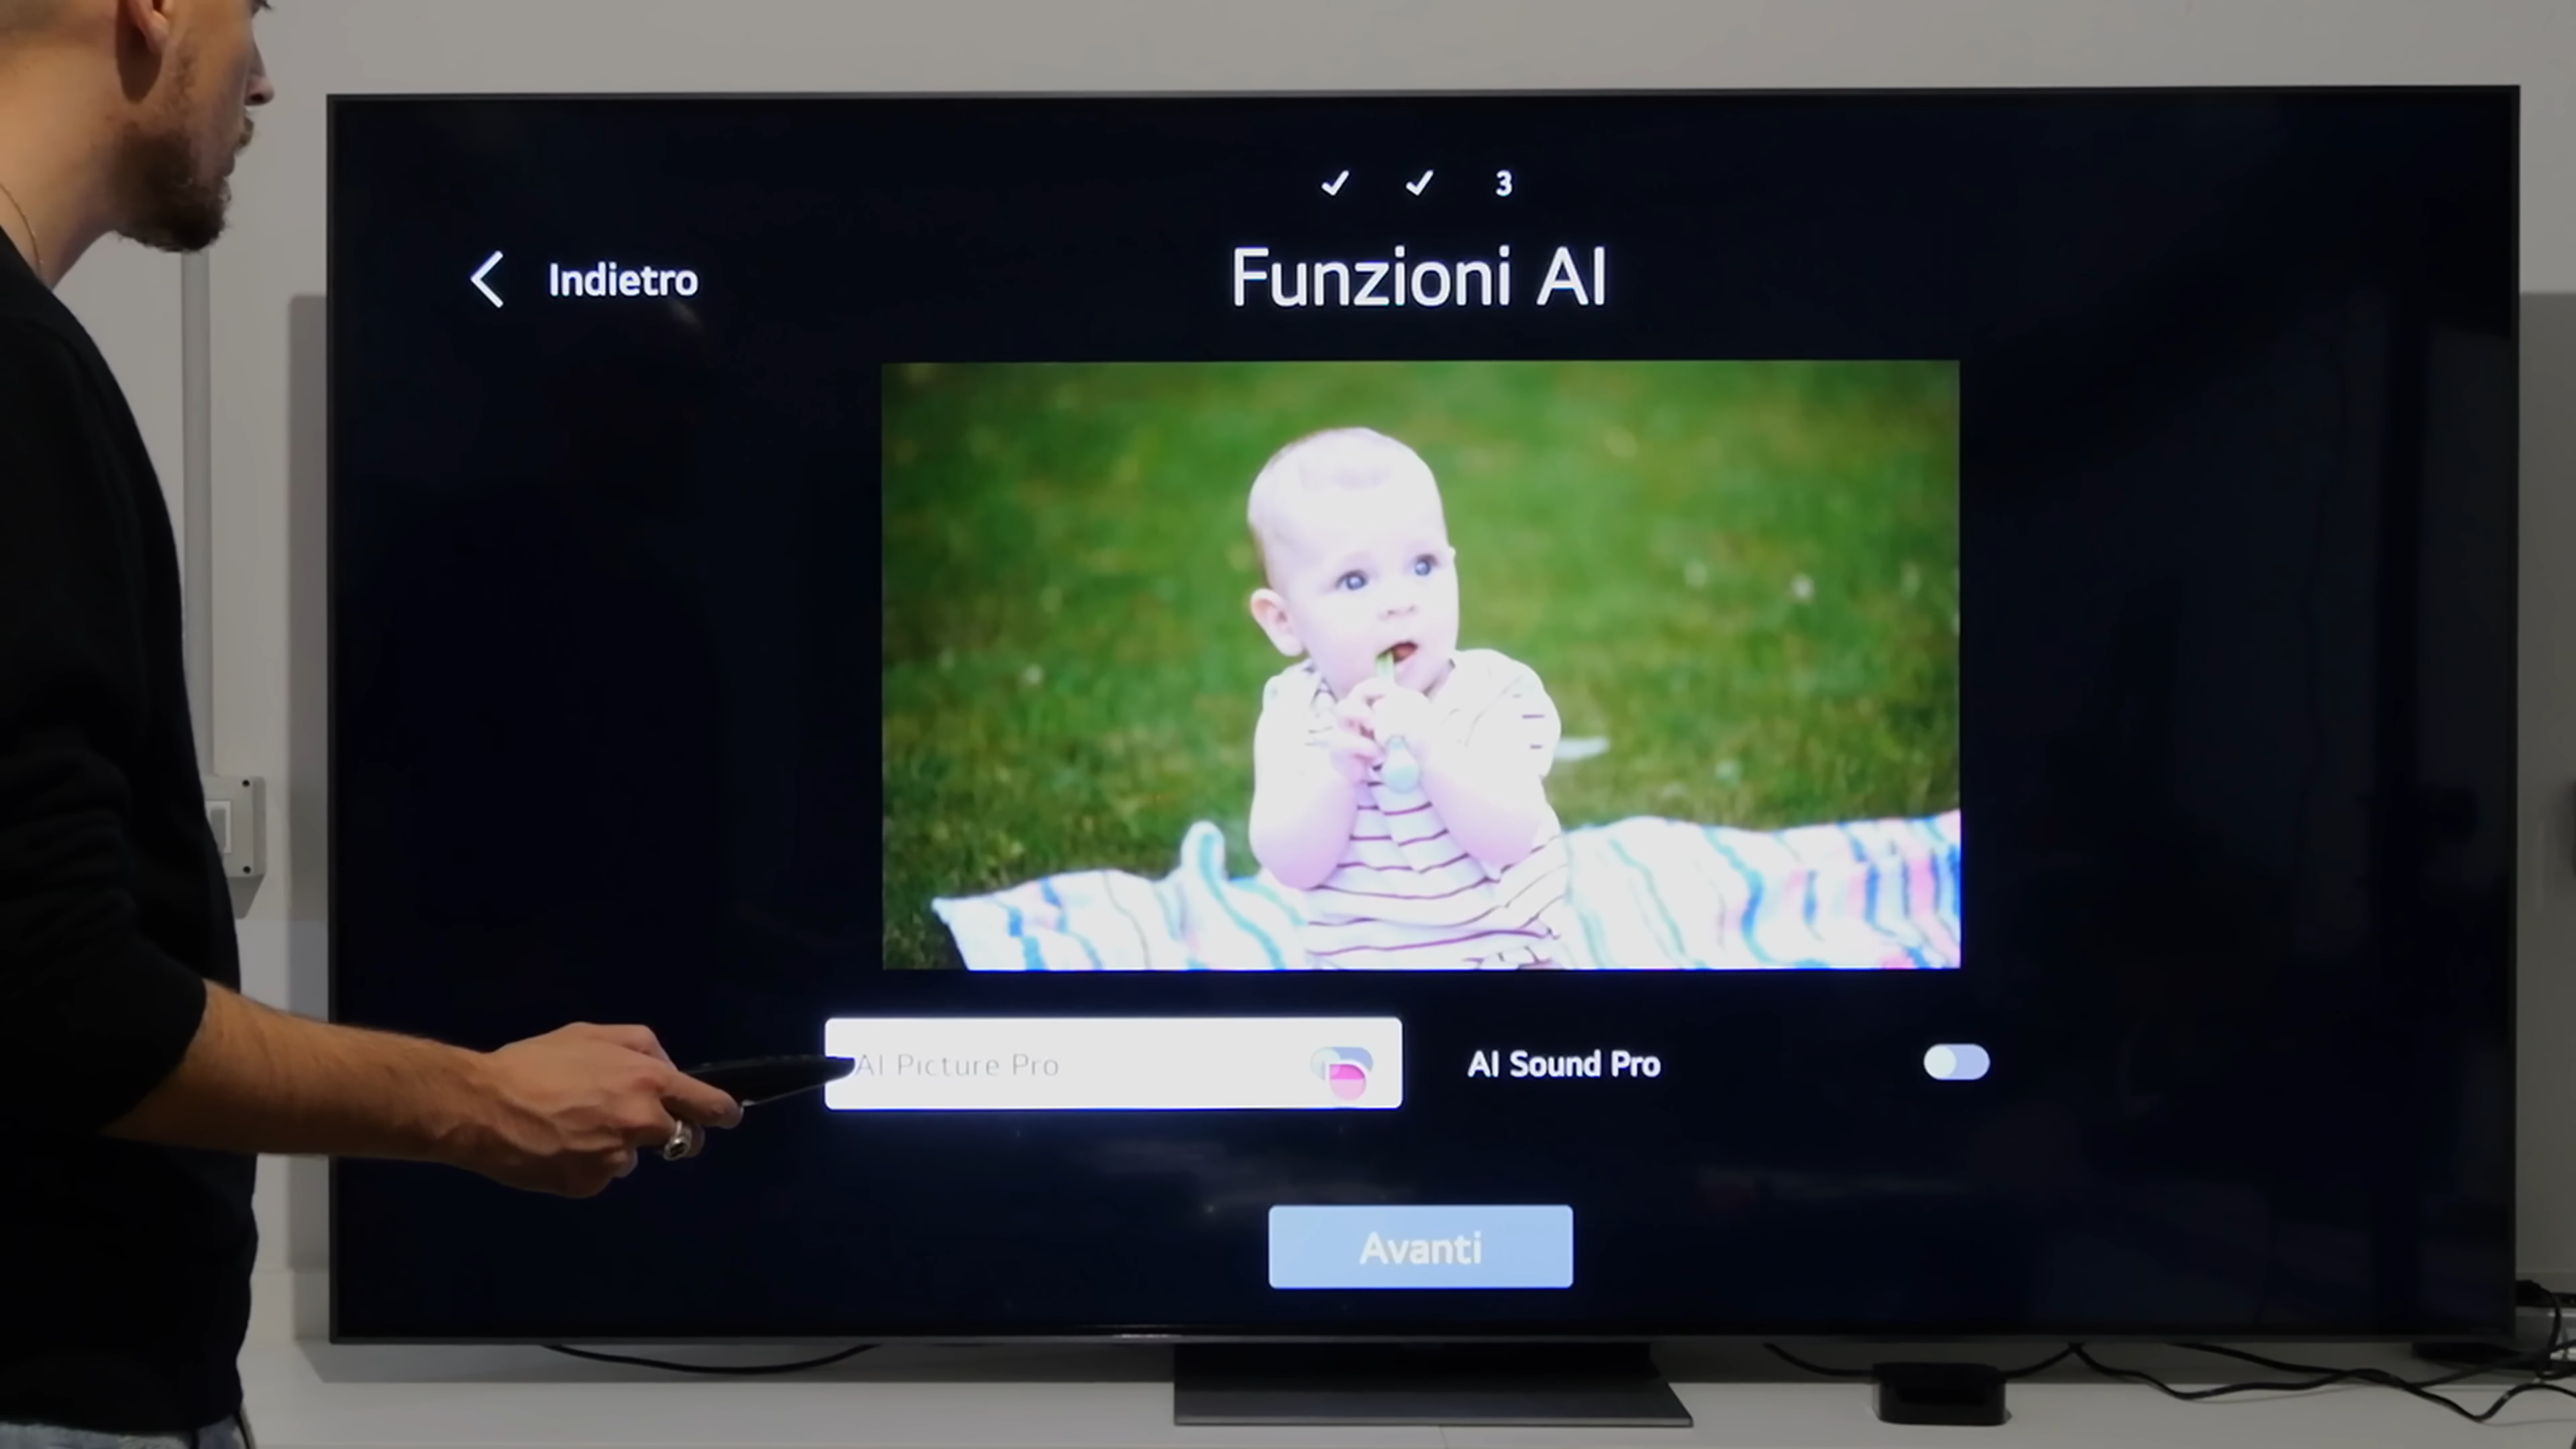 3
Indietro
Funzioni AI
AI Picture Pro
AI Sound Pro
Avanti